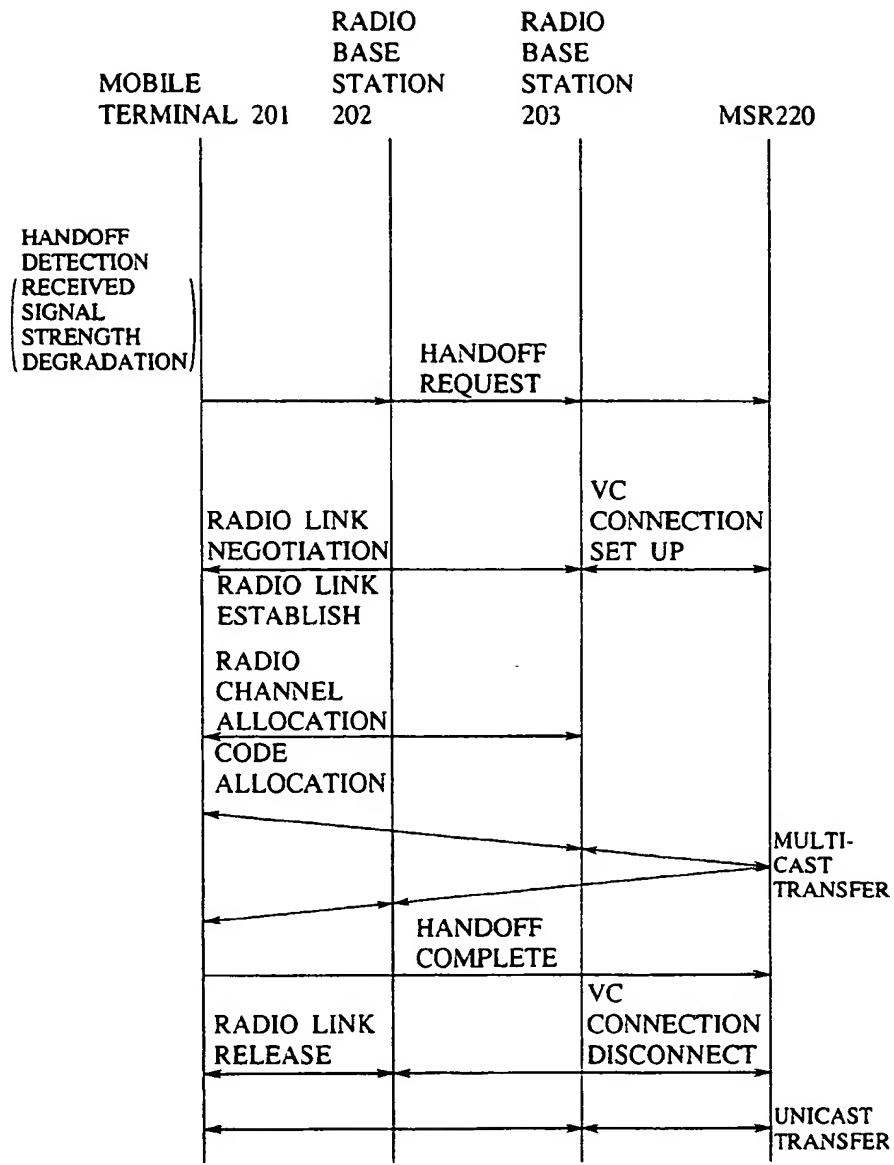 MOBILE
TERMINAL 201
RADIO
BASE
STATION
202
RADIO
BASE
STATION
203
MSR220
HANDOFF
DETECTION
(RECEIVED
SIGNAL
STRENGTH
DEGRADATION)
HANDOFF
REQUEST
RADIO LINK
NEGOTIATION
VC
CONNECTION
SET UP
RADIO LINK
ESTABLISH
RADIO
CHANNEL
ALLOCATION
CODE
ALLOCATION
MULTI-
CAST
TRANSFER
HANDOFF
COMPLETE
RADIO LINK
RELEASE
VC
CONNECTION
DISCONNECT
UNICAST
TRANSFER